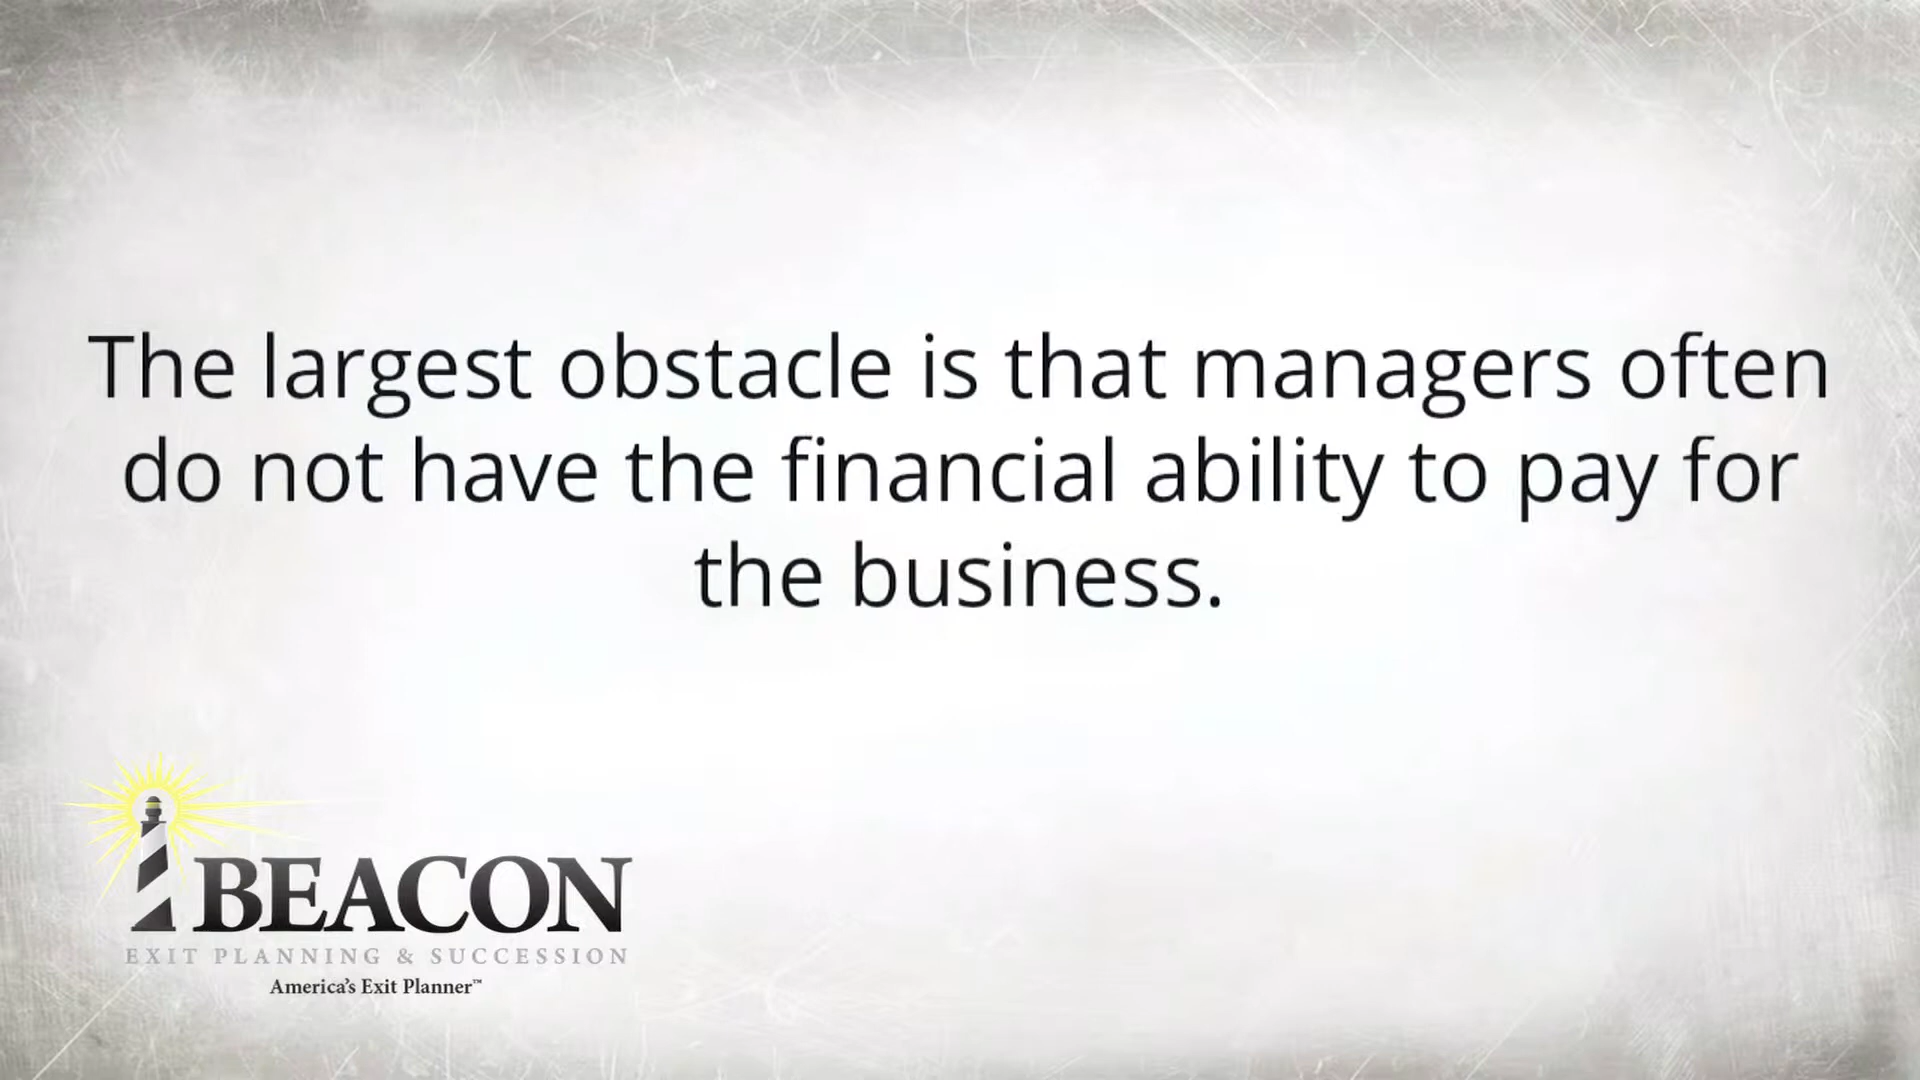 The largest obstacle is that managers often
do not have the financial ability to pay for
the business.
BEACON
EXIT PLANNING & SUCCESSION
America's Exit Planner™